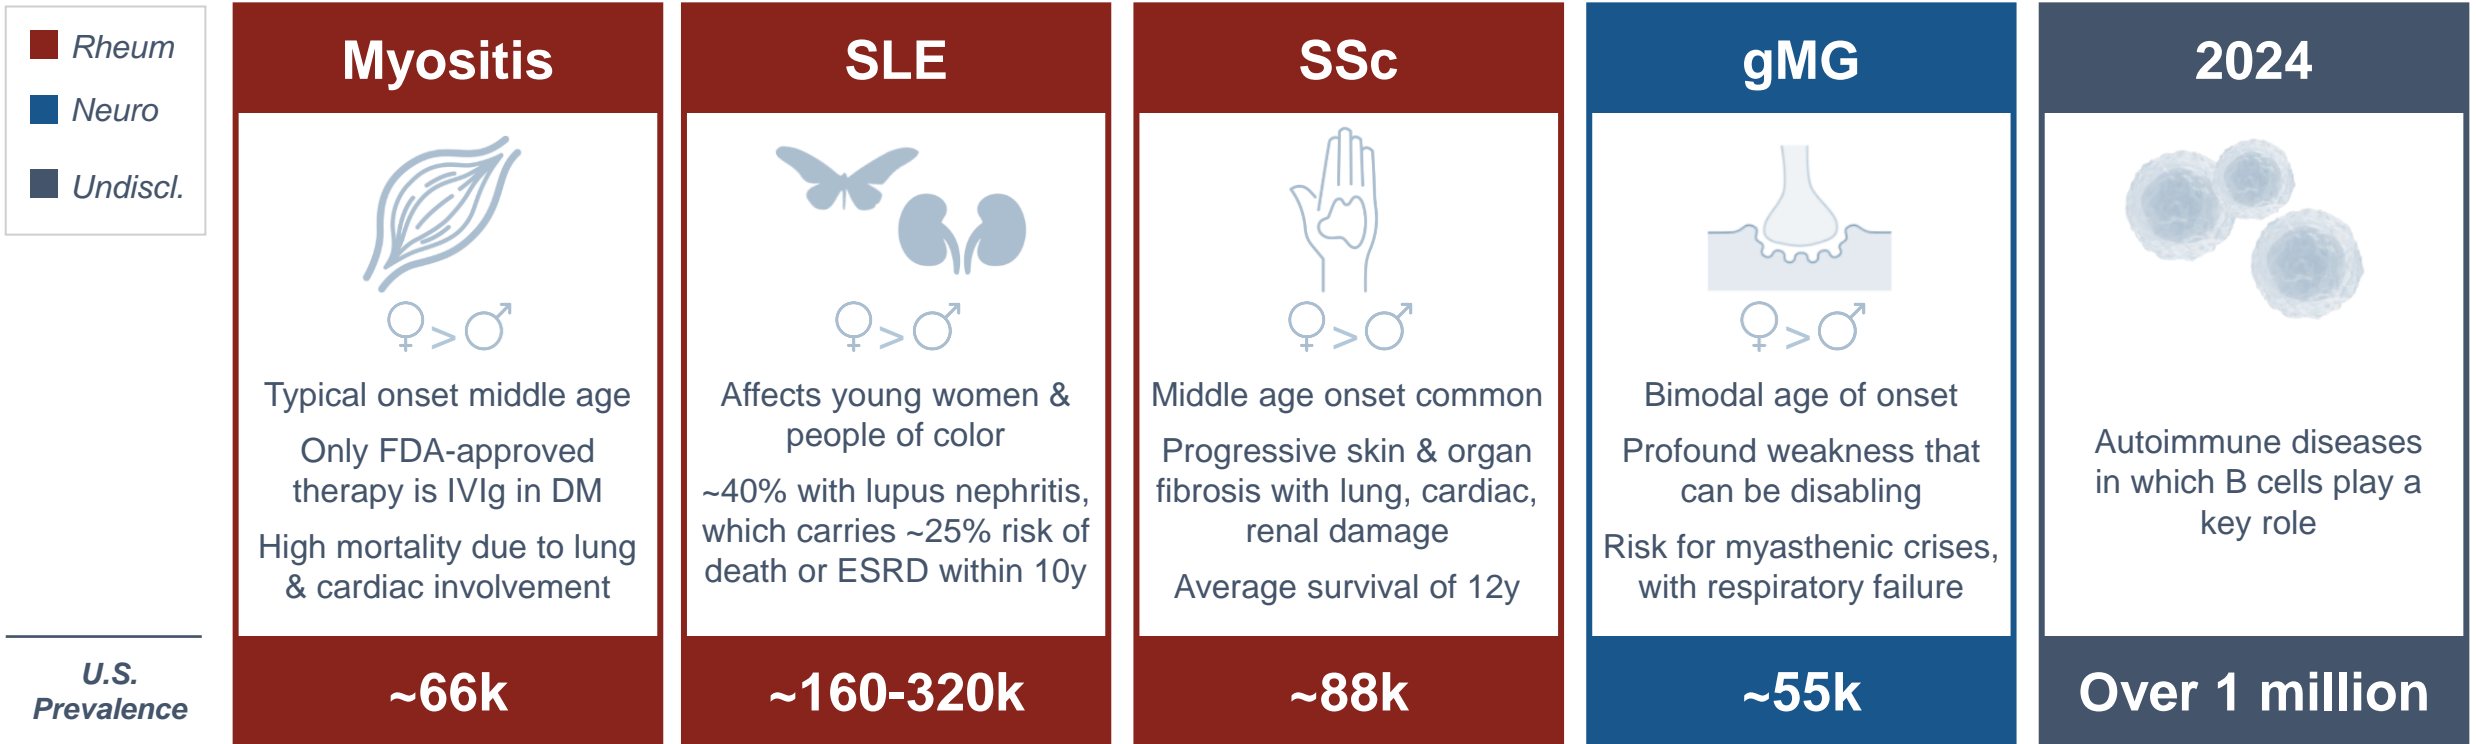 Rheum
Neuro
Undiscl.
Myositis
Typical onset middle age
Only FDA-approved
therapy is IVIg in DM
High mortality due to lung
& cardiac involvement
SLE
Affects young women &
people of color
~40% with lupus nephritis,
which carries ~25% risk of
death or ESRD within 10y
SSc
Middle age onset common
Progressive skin & organ
fibrosis with lung, cardiac,
renal damage
Average survival of 12y
gMG
Bimodal age of onset
Profound weakness that
can be disabling
Risk for myasthenic crises,
with respiratory failure
2024
Autoimmune diseases
in which B cells play a
key role
U.S.
Prevalence
~66k
~160-320k
~88k
~55k
Over 1 million